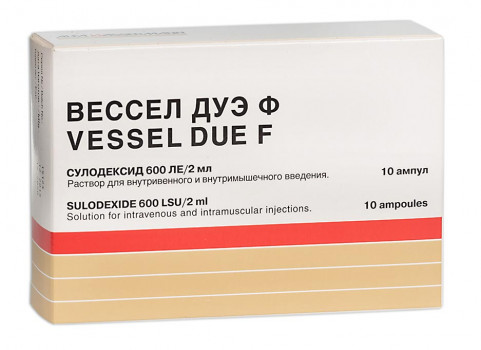 ВЕССЕЛ ДУЭ Ф
VESSEL DUE F
СУЛОДЕКСИД 600 ЛЕ/2 мл
10 ампул
Раствор для внутривенного и внутримышечного введения.
SULODEXIDE 600 LSU/2 ml
10 ampoules
Solution for intravenous and intramuscular injections.